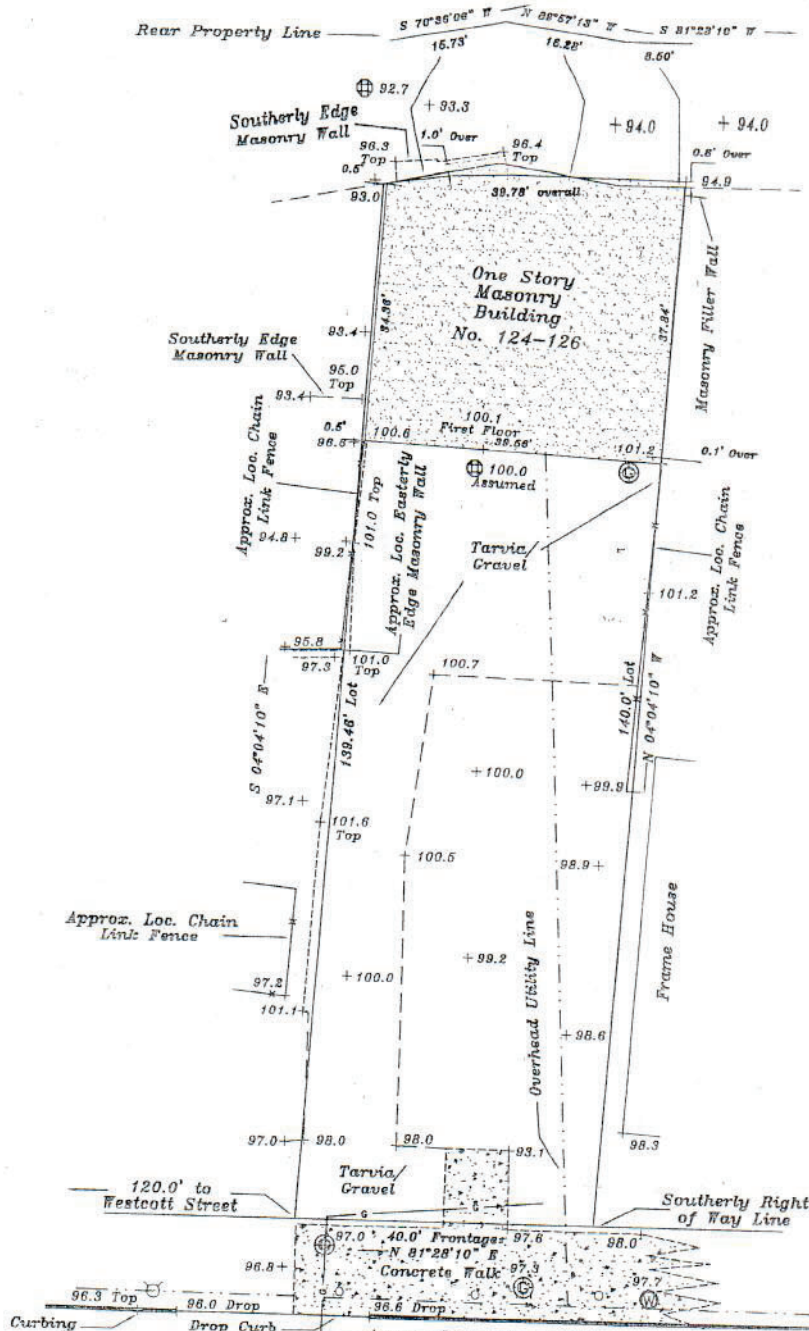 S 70°36'06" W
N 86°57'13" W
S 81°28'10" W
Rear Property Line
15.73'
16.28'
8.50'
92.7
93.3
94.0
94.0
Southerly Edge
Masonry Wall
96.3
Top
1.0' Over
96.4
Top
0.8' Over
0.5'
93.0
39.78' overall
94.9
One Story
Masonry
Building
No. 124-126
34.36'
37.84'
Masonry Filler Wall
93.4
Southerly Edge
Masonry Wall
95.0
Top
93.4
0.5'
96.6
100.6
100.1
First Floor
39.56'
101.2
0.1' Over
100.0
Assumed
G
Approx. Loc. Chain
Link Fence
101.0 Top
Approx. Loc. Easterly
Edge Masonry Wall
94.8
99.2
Tarvia
Gravel
101.2
Approx. Loc. Chain
Link Fence
95.8
97.3
101.0
Top
100.7
S 04°04'10" E
139.46' Lot
140.0' Lot
N 04°04'10" W
100.0
99.9
97.1
101.6
Top
100.5
98.9
Approx. Loc. Chain
Link Fence
Frame House
99.2
97.2
100.0
101.1
Overhead Utility Line
98.6
97.0
98.0
98.0
93.1
98.3
Tarvia
Gravel
120.0' to
Westcott Street
G
G
Southerly Right
of Way Line
97.0
40.0' Frontages
97.6
98.0
N 81°28'10" E
96.8
Concrete Walk
97.3
G
97.7
W
96.3 Top
96.0 Drop
96.6 Drop
Curbing
Drop Curb